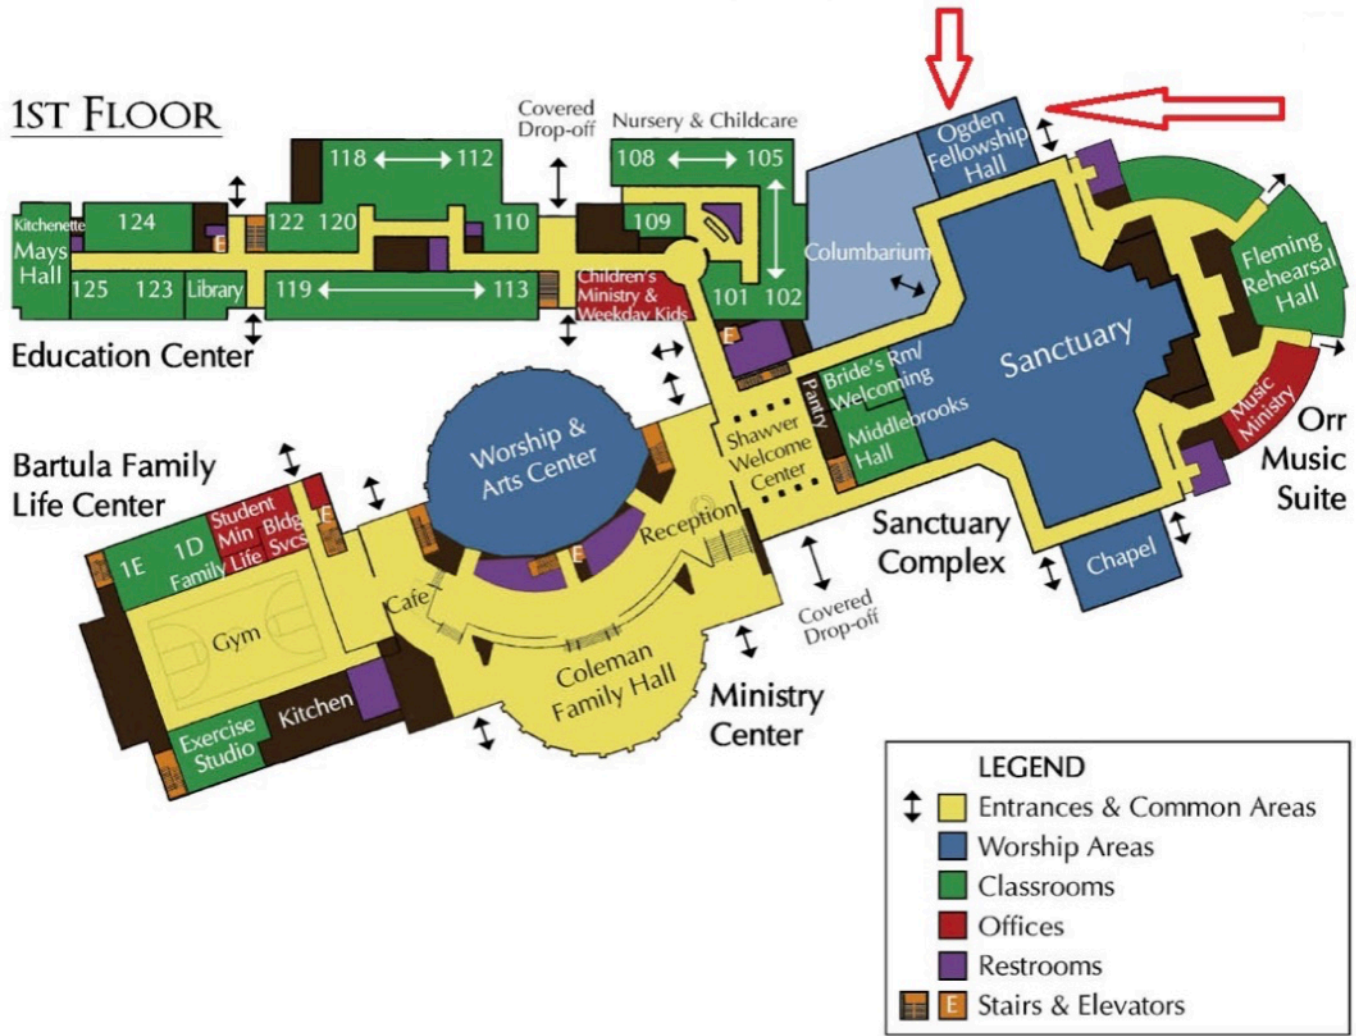 1ST FLOOR
Covered
Drop-off
Nursery & Childcare
118
112
108
105
Ogden
Fellowship
Hall
Kitchenette
Mays
Hall
124
E
122
120
110
109
Columbarium
Fleming
Rehearsal
Hall
125
123
Library
119
113
Children's
Ministry &
Weekday Kids
101
102
E
Education Center
Sanctuary
Bride's Rm/
Welcoming
Pantry
Middlebrooks
Hall
Music
Ministry
Orr
Music
Suite
Shawver
Welcome
Center
Worship &
Arts Center
Bartula Family
Life Center
Student
Min
Bldg
Svcs
E
1E
1D
Family Life
Reception
E
Sanctuary
Complex
Chapel
Cafe
Covered
Drop-off
Gym
Coleman
Family Hall
Kitchen
Exercise
Studio
Ministry
Center
LEGEND
Entrances & Common Areas
Worship Areas
Classrooms
Offices
Restrooms
E Stairs & Elevators